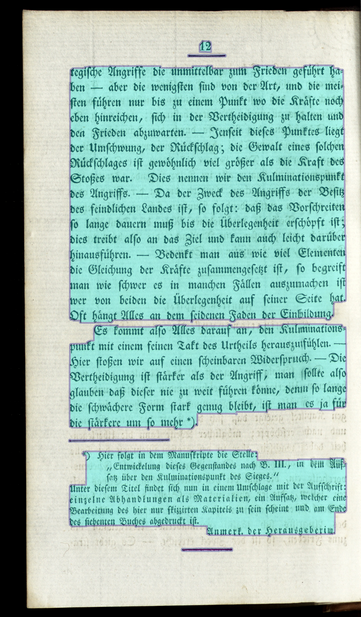 12
tegische Angriffe die unmittelbar zum Frieden geführt ha-
ben — aber die wenigsten sind von der Art, und die mei-
sten führen nur bis zu einem Punkt wo die Kräfte noch
eben hinreichen, sich in der Vertheidigung zu halten und
den Frieden abzuwarten. — Jenseit dieses Punktes liegt
der Umschwung, der Rückschlag; die Gewalt eines solchen
Rückschlages ist gewöhnlich viel größer als die Kraft des
Stoßes war. Dies nennen wir den Kulminationspunkt
des Angriffs. — Da der Zweck des Angriffs der Besitz
des feindlichen Landes ist, so folgt: daß das Vorschreiten
so lange dauern muß bis die Überlegenheit erschöpft ist;
dies treibt also an das Ziel und kann auch leicht darüber
hinausführen. — Bedenkt man aus wie viel Elementen
die Gleichung der Kräfte zusammengesetzt ist, so begreift
man wie schwer es in manchen Fällen auszumachen ist
wer von beiden die Überlegenheit auf seiner Seite hat.
Oft hängt Alles an dem seidenen Faden der Einbildung.
Es kommt also Alles darauf an, den Kulminations-
punkt mit einem feinen Takt des Urtheils herauszufühlen. —
Hier stoßen wir auf einen scheinbaren Widerspruch. — Die
Vertheidigung ist stärker als der Angriff, man sollte also
glauben daß dieser nie zu weit führen könne, denn so lange
die schwächere Form stark genug bleibt, ist man es ja für
die stärkere um so mehr *).
*) Hier folgt in dem Manuskripte die Stelle:
„Entwickelung dieses Gegenstandes nach B. III., in dem Auf-
satz über den Kulminationspunkt des Sieges."
Unter diesem Titel findet sich nun in einem Umschlage mit der Aufschrift:
einzelne Abhandlungen als Materialien, ein Aufsatz, welcher eine
Bearbeitung des hier nur skizirten Kapitels zu sein scheint und am Ende
des siebenten Buches abgedruckt ist.
Anmerk. der Herausgeberin.